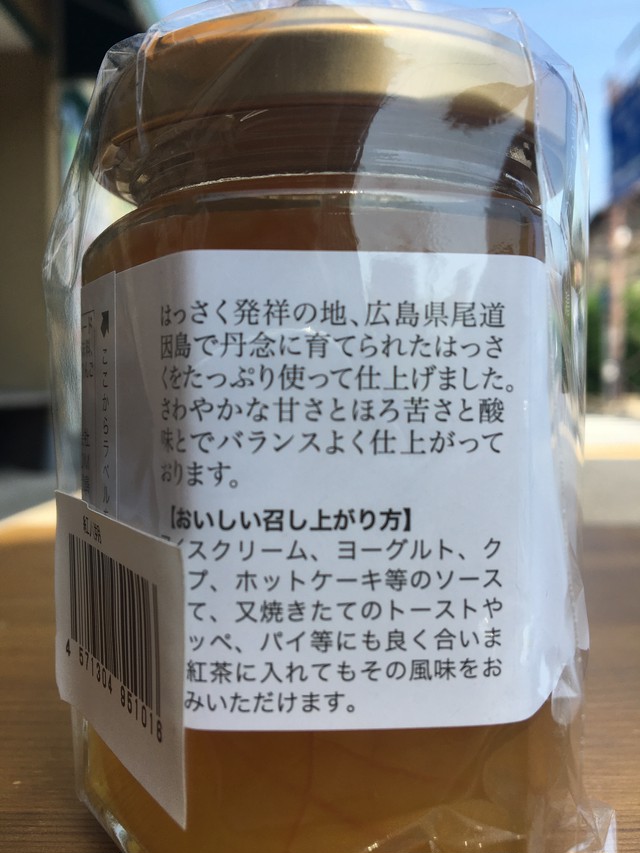 はっさく発祥の地、広島県尾道
因島で丹念に育てられたはっさ
くをたっぷり使って仕上げました。
さわやかな甘さとほろ苦さと酸
味とでバランスよく仕上がって
おります。
【おいしい召し上がり方】
イスクリーム、ヨーグルト、ク
プ、ホットケーキ等のソース
て、又焼きたてのトーストや
ッペ、パイ等にも良く合いま
紅茶に入れてもその風味をお
みいただけます。
ここからラベル
4 571304 851018